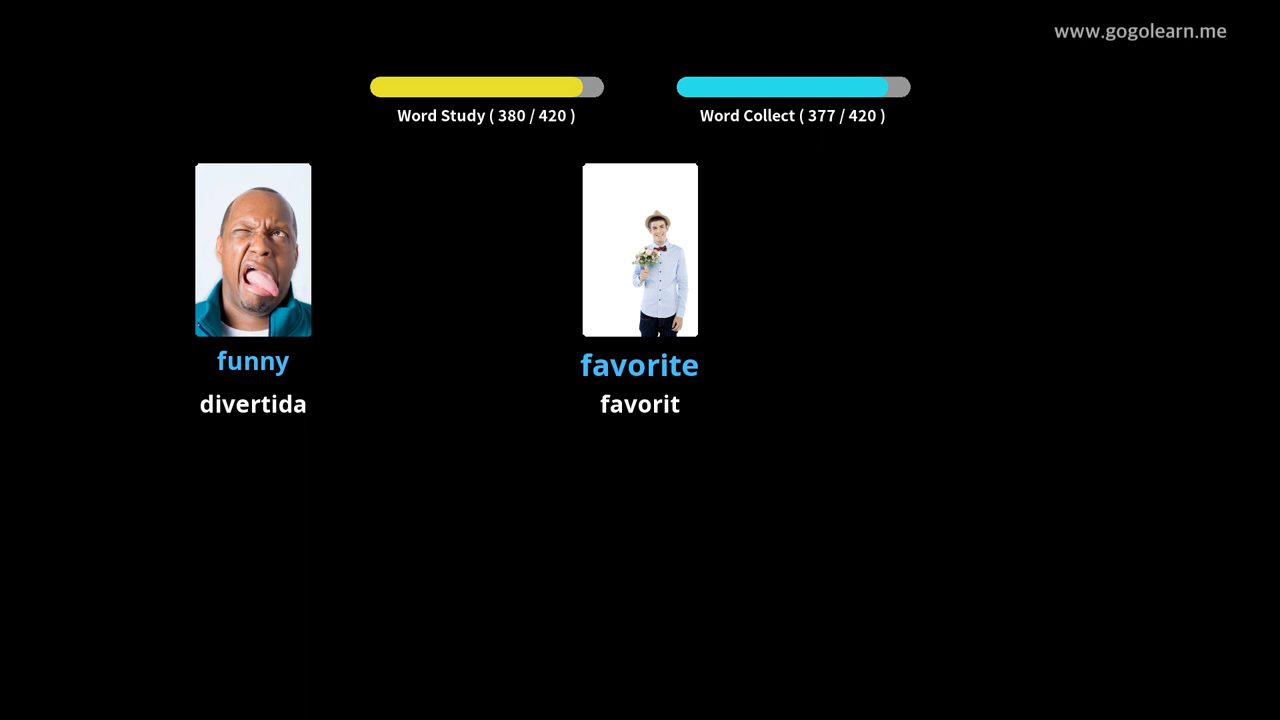 www.gogolearn.me
Word Study ( 380 / 420 )
Word Collect ( 377 / 420 )
funny
divertida
favorite
favorit